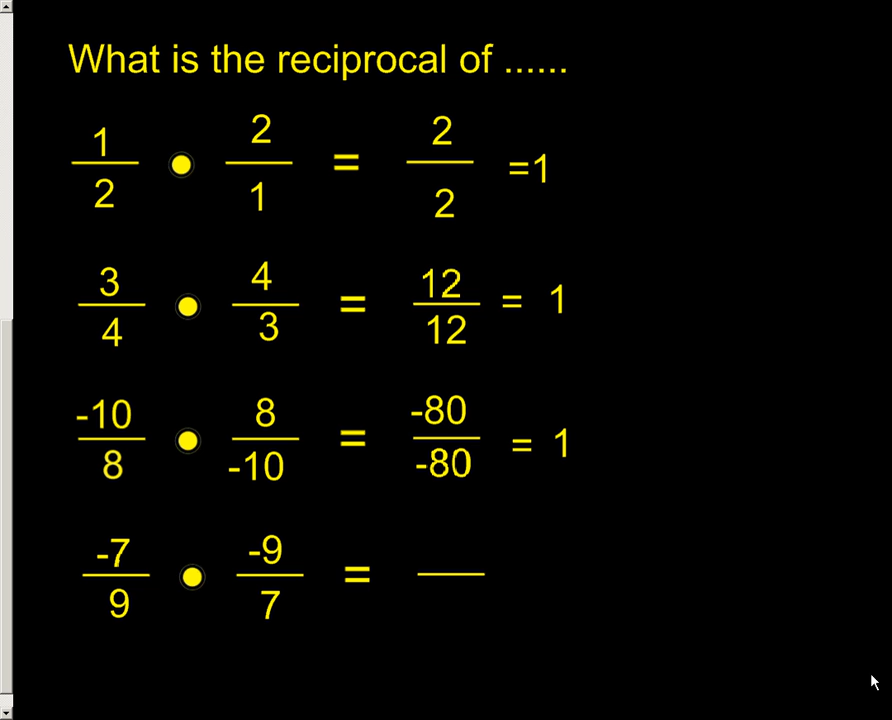 What is the reciprocal of ......
1/2 • 2/1 = 2/2 =1
3/4 • 4/3 = 12/12 = 1
-10/8 • 8/-10 = -80/-80 = 1
-7/9 • -9/7 = —